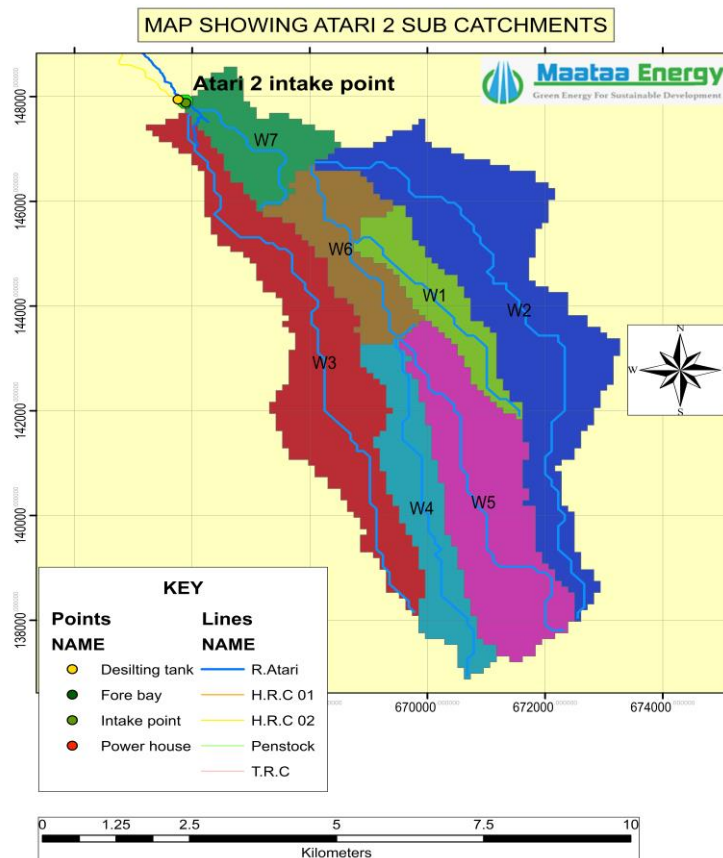 MAP SHOWING ATARI 2 SUB CATCHMENTS
Atari 2 intake point
Maataa Energy
Green Energy For Sustainable Development
148000
146000
144000
142000
140000
138000
W7
W6
W1
W2
W3
W4
W5
N
W E
S
KEY
Points Lines
NAME NAME
Desilting tank R.Atari
Fore bay H.R.C 01
Intake point H.R.C 02
Power house Penstock
T.R.C
670000 672000 674000
0 1.25 2.5 5 7.5 10
Kilometers